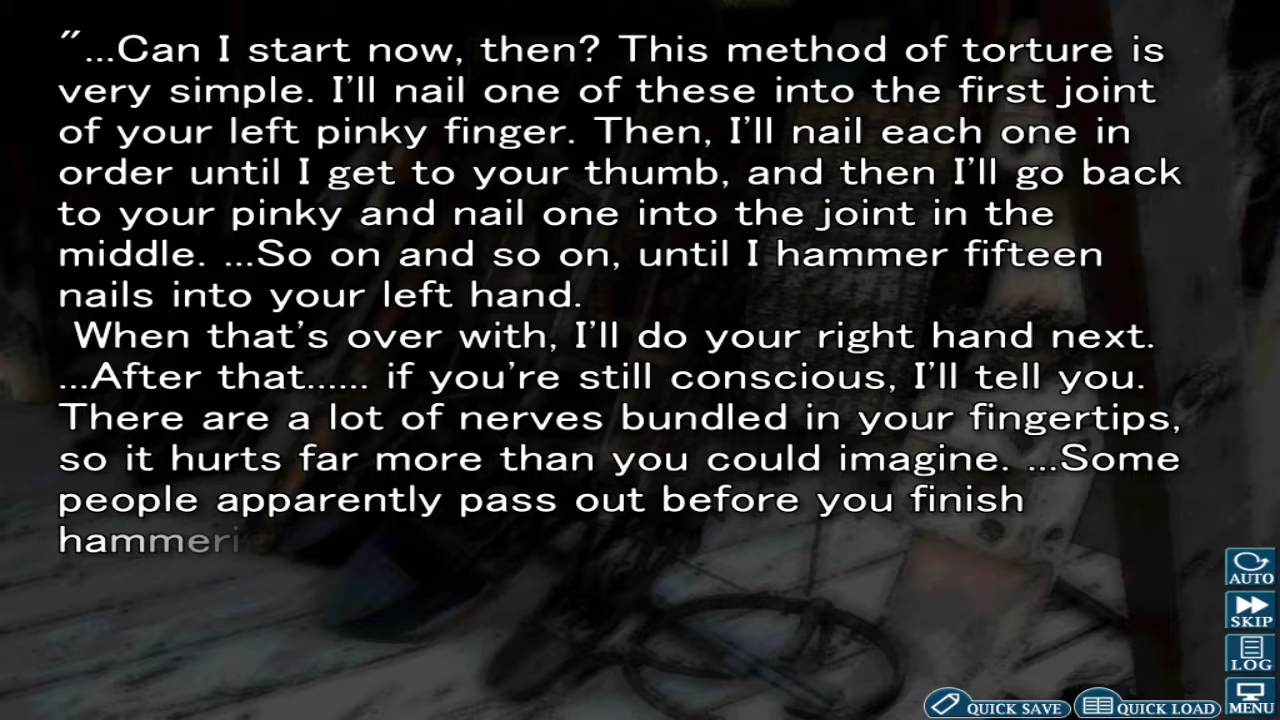 "...Can I start now, then? This method of torture is
very simple. I'll nail one of these into the first joint
of your left pinky finger. Then, I'll nail each one in
order until I get to your thumb, and then I'll go back
to your pinky and nail one into the joint in the
middle. ...So on and so on, until I hammer fifteen
nails into your left hand.
When that's over with, I'll do your right hand next.
...After that...... if you're still conscious, I'll tell you.
There are a lot of nerves bundled in your fingertips,
so it hurts far more than you could imagine. ...Some
people apparently pass out before you finish
hammeri
AUTO
SKIP
LOG
QUICK SAVE
QUICK LOAD
MENU